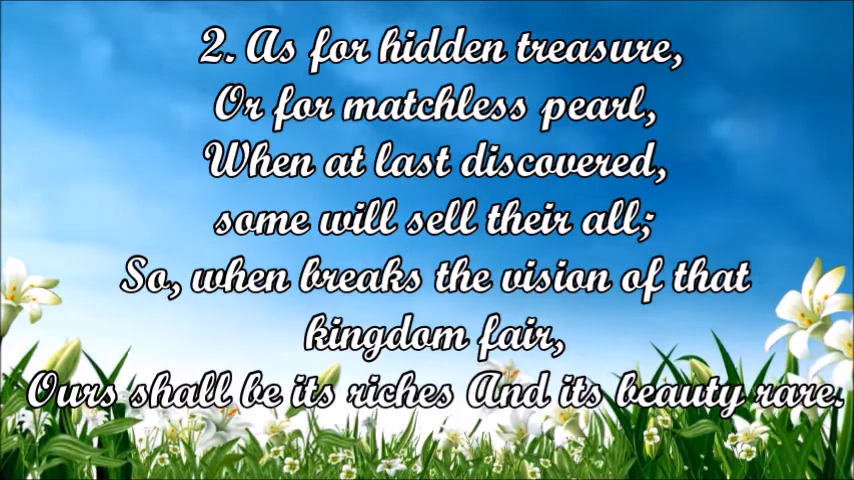 2. As for hidden treasure,
Or for matchless pearl,
When at last discovered,
some will sell their all;
So, when breaks the vision of that
kingdom fair,
Ours shall be its riches And its beauty rare.